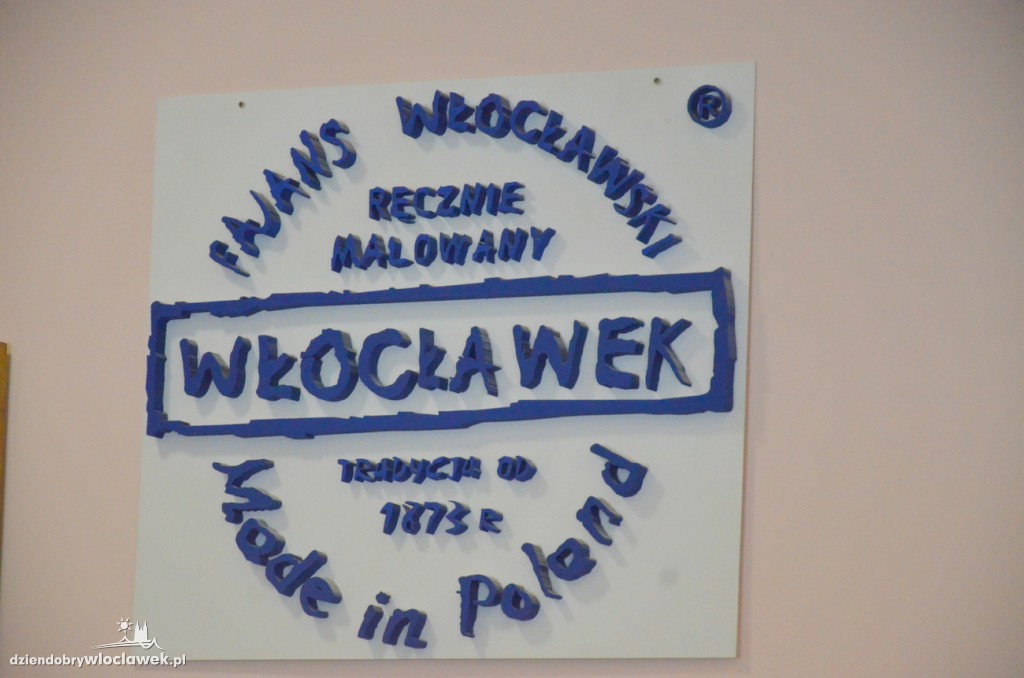 FAJANS WŁOCŁAWSKI
®
RĘCZNIE
MALOWANY
WŁOCŁAWEK
TRADYCJA OD
1873 R
Made in Poland
dziendobrywloclawek.pl